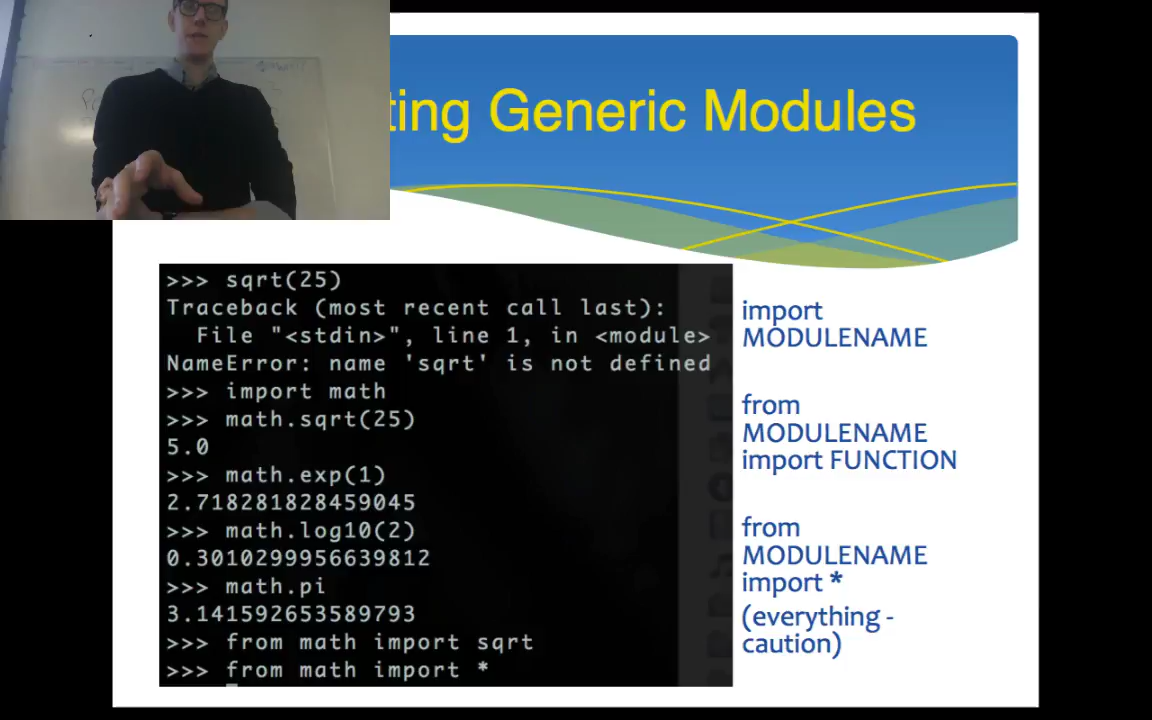 ting Generic Modules
>>> sqrt(25)
Traceback (most recent call last):
File "<stdin>", line 1, in <module>
NameError: name 'sqrt' is not defined
>>> import math
>>> math.sqrt(25)
5.0
>>> math.exp(1)
2.718281828459045
>>> math.log10(2)
0.3010299956639812
>>> math.pi
3.141592653589793
>>> from math import sqrt
>>> from math import *
import
MODULENAME
from
MODULENAME
import FUNCTION
from
MODULENAME
import *
(everything -
caution)